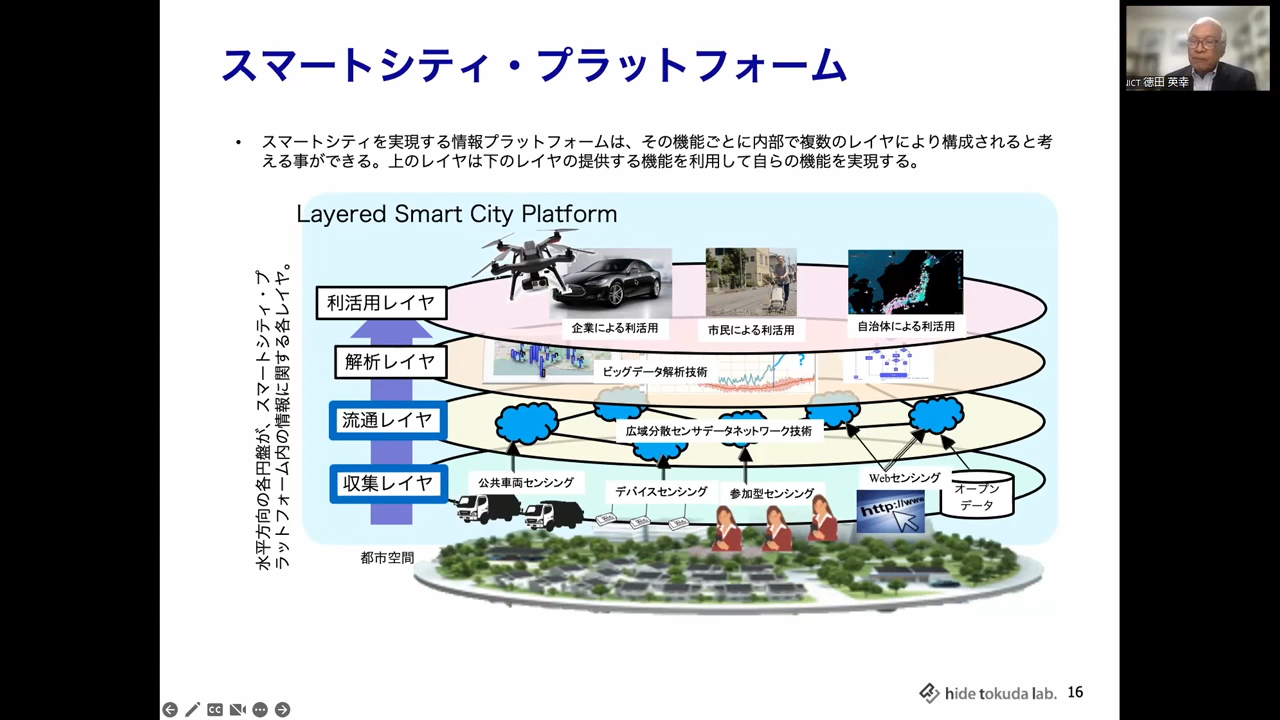 スマートシティ・プラットフォーム
• スマートシティを実現する情報プラットフォームは、その機能ごとに内部で複数のレイヤにより構成されると考
える事ができる。上のレイヤは下のレイヤの提供する機能を利用して自らの機能を実現する。
Layered Smart City Platform
水平方向の各円盤が、スマートシティ・プ
ラットフォーム内の情報に関する各レイヤ。
利活用レイヤ
企業による利活用
市民による利活用
自治体による利活用
解析レイヤ
ビッグデータ解析技術
?
流通レイヤ
広域分散センサデータネットワーク技術
収集レイヤ
公共車両センシング
デバイスセンシング
参加型センシング
Webセンシング
オープン
データ
http://www
都市空間
hide tokuda lab. 16
NICT 徳田 英幸
CC